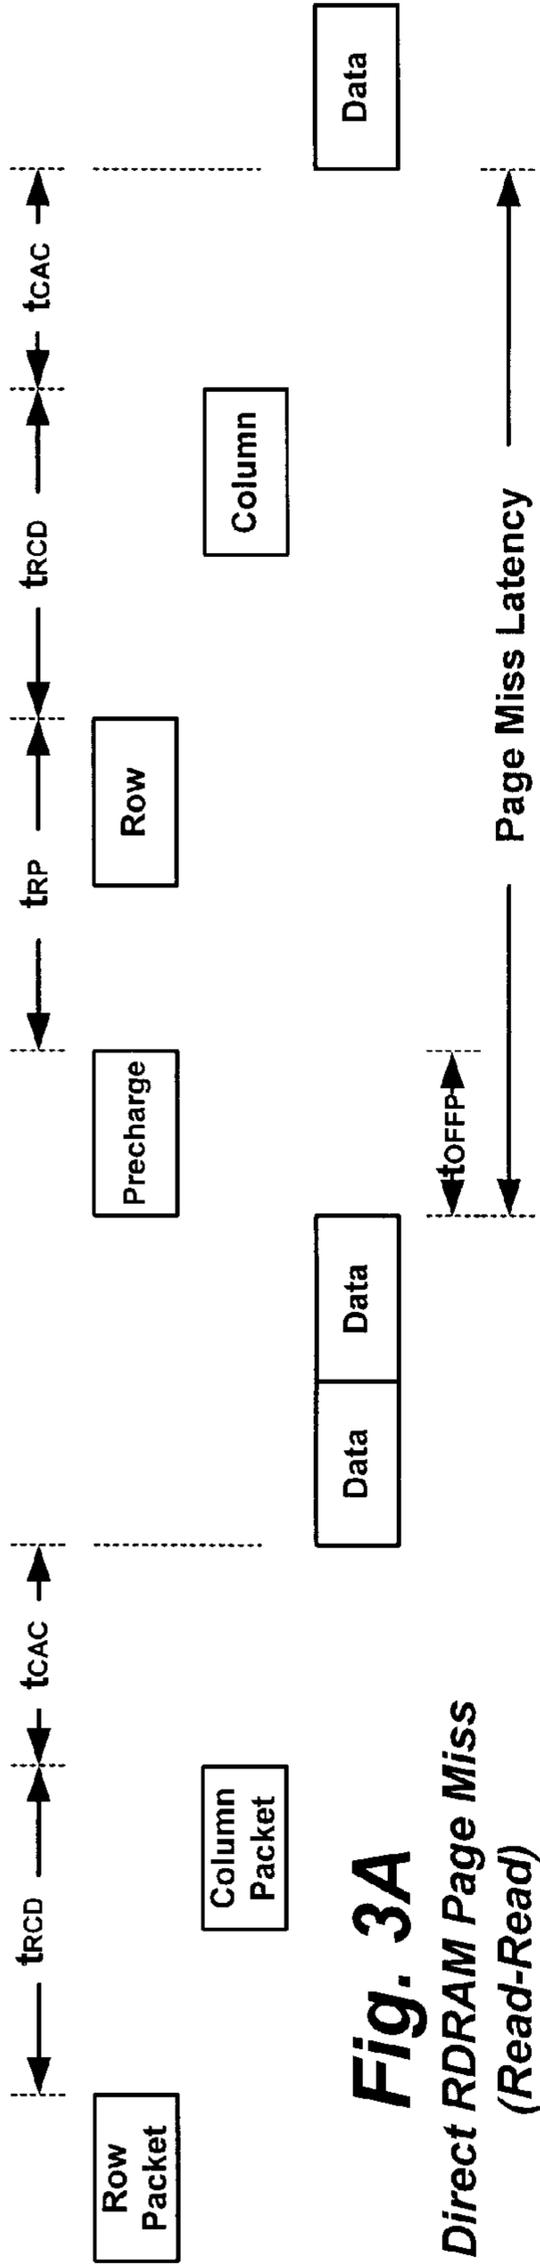 tRCD
tCAC
tRP
tRCD
tCAC
Row
Packet
Precharge
Row
Column
Packet
Column
Data
Data
Data
tOFFP
Page Miss Latency
Fig. 3A
Direct RDRAM Page Miss
(Read-Read)